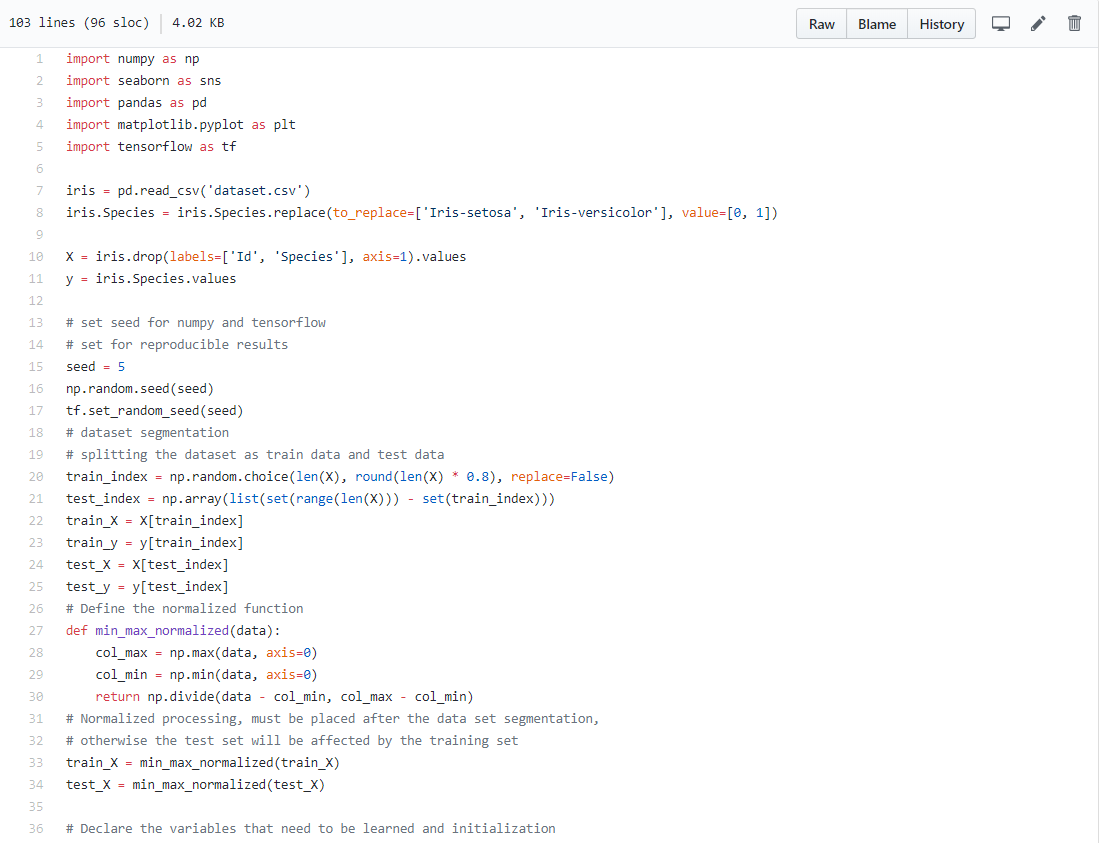 103 lines (96 sloc) 4.02 KB Raw Blame History
1 import numpy as np
2 import seaborn as sns
3 import pandas as pd
4 import matplotlib.pyplot as plt
5 import tensorflow as tf
6
7 iris = pd.read_csv('dataset.csv')
8 iris.Species = iris.Species.replace(to_replace=['Iris-setosa', 'Iris-versicolor'], value=[0, 1])
9
10 X = iris.drop(labels=['Id', 'Species'], axis=1).values
11 y = iris.Species.values
12
13 # set seed for numpy and tensorflow
14 # set for reproducible results
15 seed = 5
16 np.random.seed(seed)
17 tf.set_random_seed(seed)
18 # dataset segmentation
19 # splitting the dataset as train data and test data
20 train_index = np.random.choice(len(X), round(len(X) * 0.8), replace=False)
21 test_index = np.array(list(set(range(len(X))) - set(train_index)))
22 train_X = X[train_index]
23 train_y = y[train_index]
24 test_X = X[test_index]
25 test_y = y[test_index]
26 # Define the normalized function
27 def min_max_normalized(data):
28     col_max = np.max(data, axis=0)
29     col_min = np.min(data, axis=0)
30     return np.divide(data - col_min, col_max - col_min)
31 # Normalized processing, must be placed after the data set segmentation,
32 # otherwise the test set will be affected by the training set
33 train_X = min_max_normalized(train_X)
34 test_X = min_max_normalized(test_X)
35
36 # Declare the variables that need to be learned and initialization